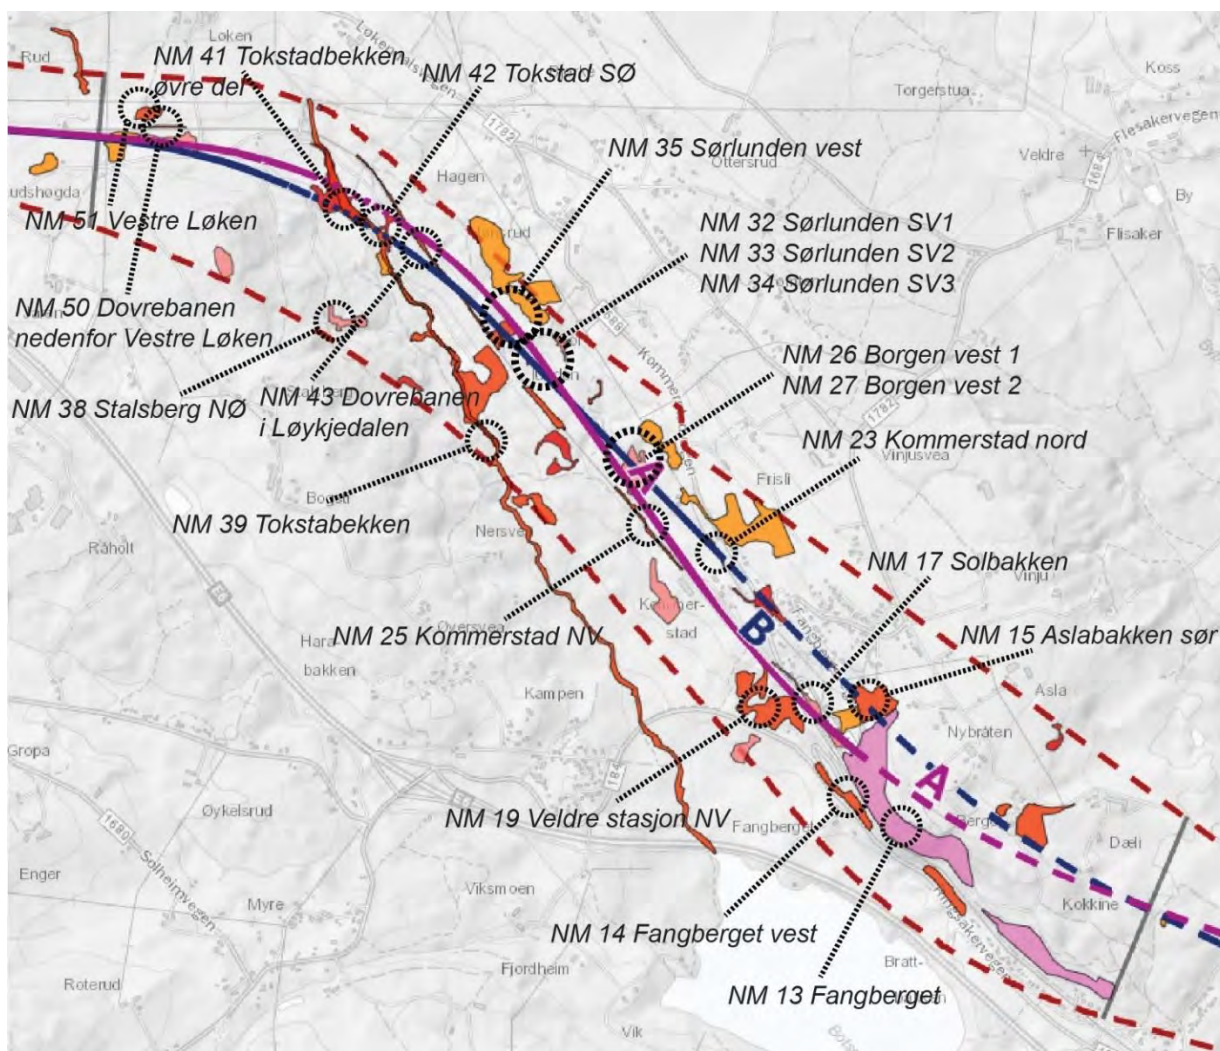 Løken
Rud
NM 41 Tokstadbekken
øvre del
NM 42 Tokstad SØ
Torgerstua
Koss
Flesakervegen
1782
NM 35 Sørlunden vest
Ottersrud
Veldre
1684
Hagen
By
NM 51 Vestre Løken
NM 32 Sørlunden SV1
NM 33 Sørlunden SV2
NM 34 Sørlunden SV3
Flisaker
NM 50 Dovrebanen
nedenfor Vestre Løken
NM 26 Borgen vest 1
NM 27 Borgen vest 2
NM 38 Stalsberg NØ
NM 43 Dovrebanen
i Løykjedalen
1782
NM 23 Kommerstad nord
Vinjusvea
Frisli
NM 39 Tokstabekken
Råholt
E6
NM 17 Solbakken
Vinju
B
NM 25 Kommerstad NV
stad
NM 15 Aslabakken sør
Hara
bakken
Kampen
Asla
Nybråten
Gropa
184
A
Øykelsrud
NM 19 Veldre stasjon NV
Fangberget
Dæli
1680
Solheimvegen
Enger
Viksmoen
Kokkine
Myre
NM 14 Fangberget vest
Ringsakervegen
Fjordheim
Bratt-
Roterud
NM 13 Fangberget
Vik